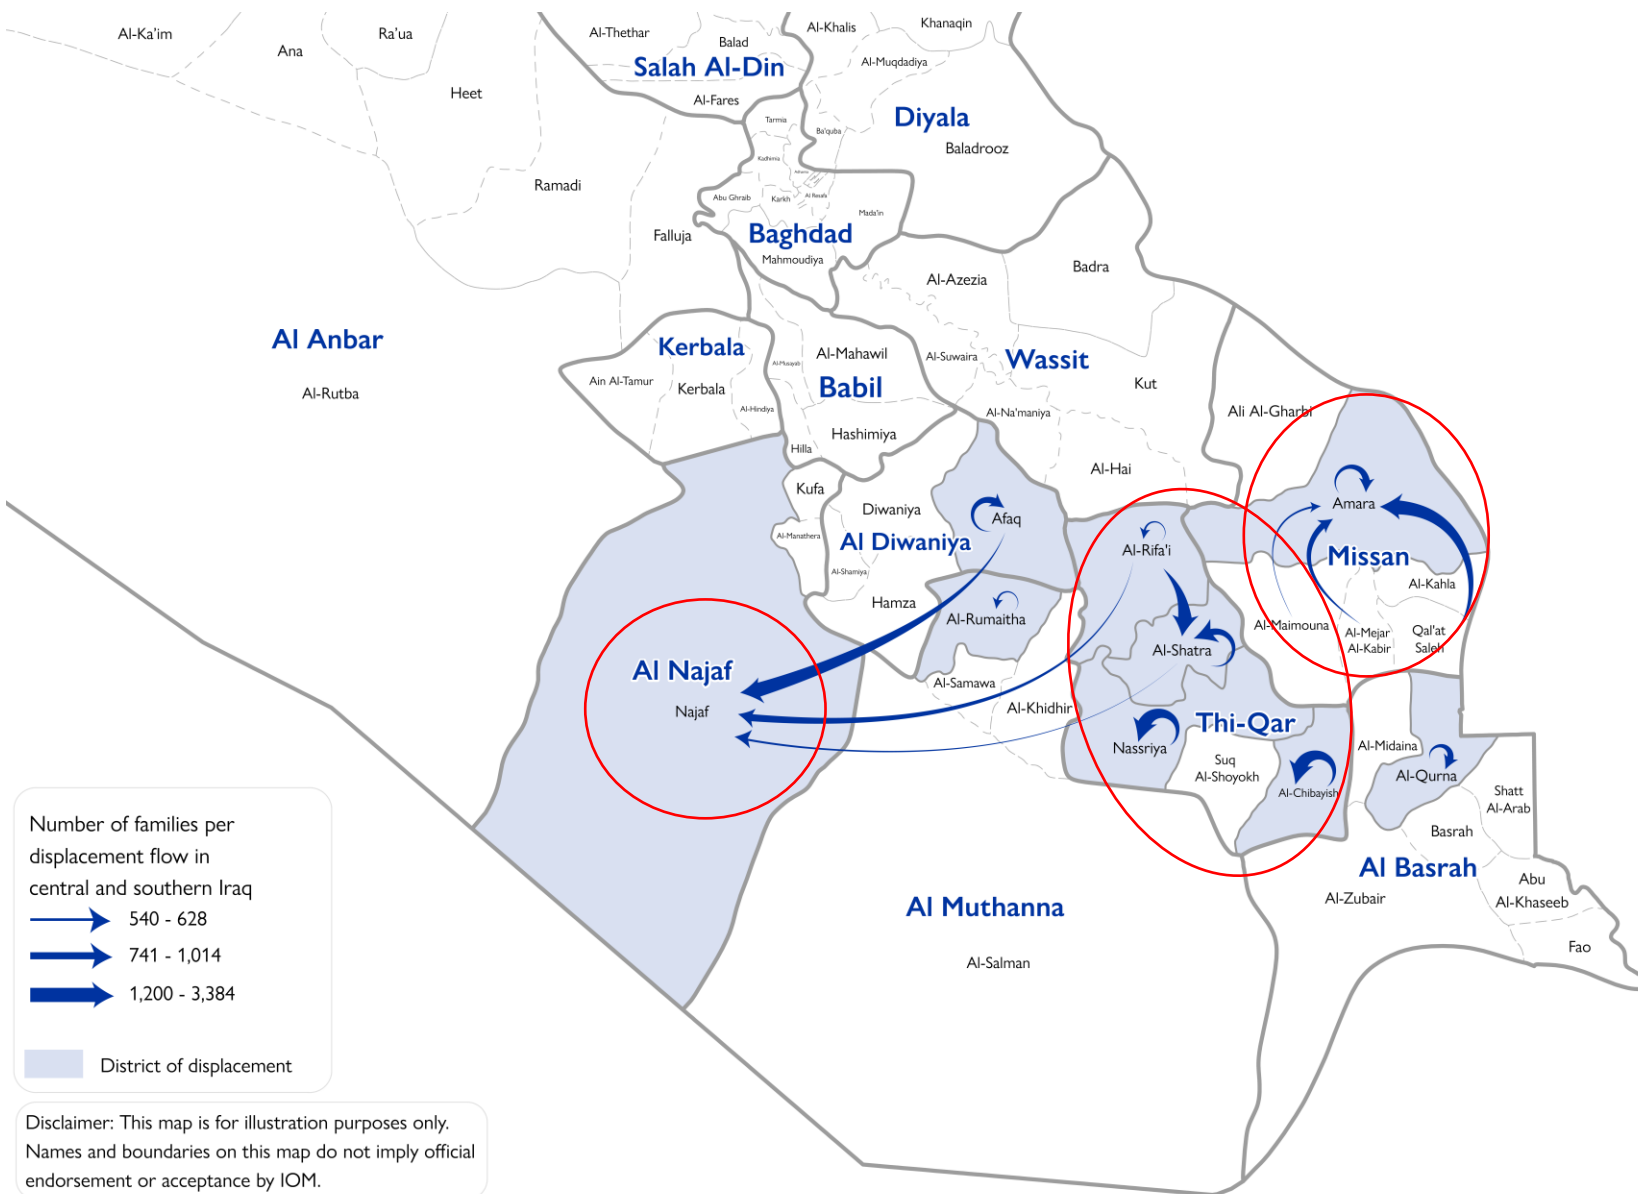 Al-Ka'im
Ana
Ra'ua
Heet
Al-Thethar
Balad
Salah Al-Din
Al-Fares
Al-Khalis
Khanaqin
Al-Muqdadiya
Diyala
Baladrooz
Tarmia
Ba'quba
Kadhimia
Abu Ghraib
Karkh
Al Resafa
Mada'in
Baghdad
Mahmoudiya
Ramadi
Falluja
Al Anbar
Al-Rutba
Al-Azezia
Badra
Al-Suwaira
Wassit
Kut
Al-Na'maniya
Al-Hai
Kerbala
Ain Al-Tamur
Kerbala
Al-Hindiya
Al-Musayab
Al-Mahawil
Babil
Hashimiya
Hilla
Ali Al-Gharbi
Kufa
Al-Manathera
Diwaniya
Al Diwaniya
Al-Shamiya
Hamza
Afaq
Al-Rumaitha
Al-Samawa
Al-Khidhir
Al Najaf
Najaf
Al-Rifa'i
Al-Shatra
Thi-Qar
Nassriya
Suq
Al-Shoyokh
Al-Chibayish
Amara
Missan
Al-Kahla
Al-Maimouna
Al-Mejar
Al-Kabir
Qal'at
Saleh
Al-Midaina
Al-Qurna
Shatt
Al-Arab
Basrah
Al Basrah
Al-Zubair
Abu
Al-Khaseeb
Fao
Al Muthanna
Al-Salman
Number of families per
displacement flow in
central and southern Iraq
540 - 628
741 - 1,014
1,200 - 3,384
District of displacement
Disclaimer: This map is for illustration purposes only.
Names and boundaries on this map do not imply official
endorsement or acceptance by IOM.